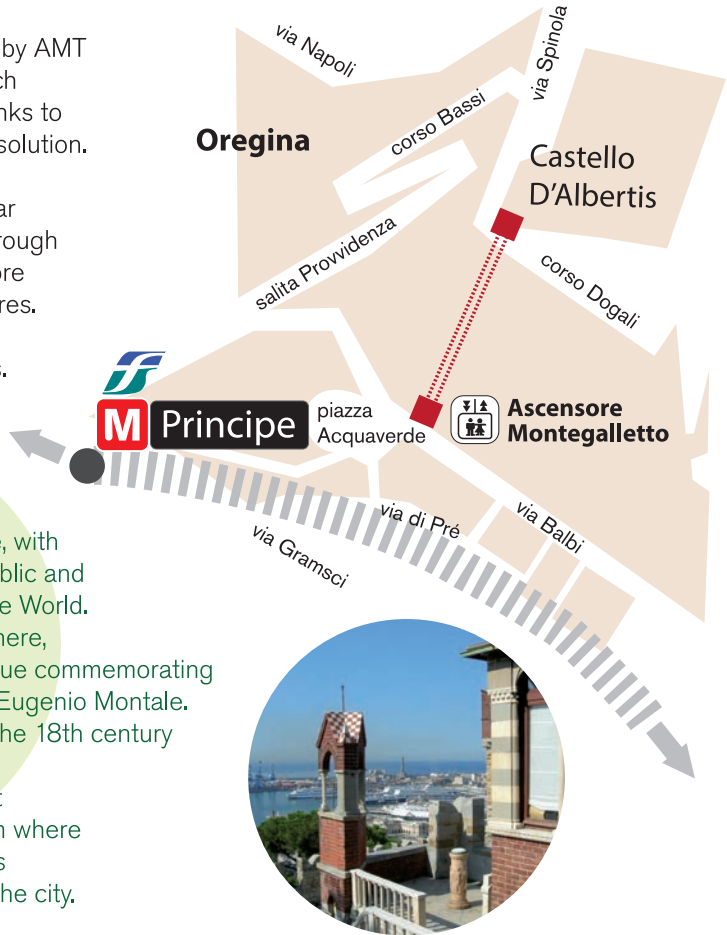 by AMT
ch
nks to
solution.
ar
rough
ore
res.
s.
e, with
blic and
e World.
here,
ue commemorating
Eugenio Montale.
he 18th century
t
n where
s
he city.
via Napoli
via Spinola
corso Bassi
Oregina
Castello
D'Albertis
salita Provvidenza
corso Dogali
FS
M Principe
piazza
Acquaverde
Ascensore
Montegalletto
via di Pré
via Balbi
via Gramsci